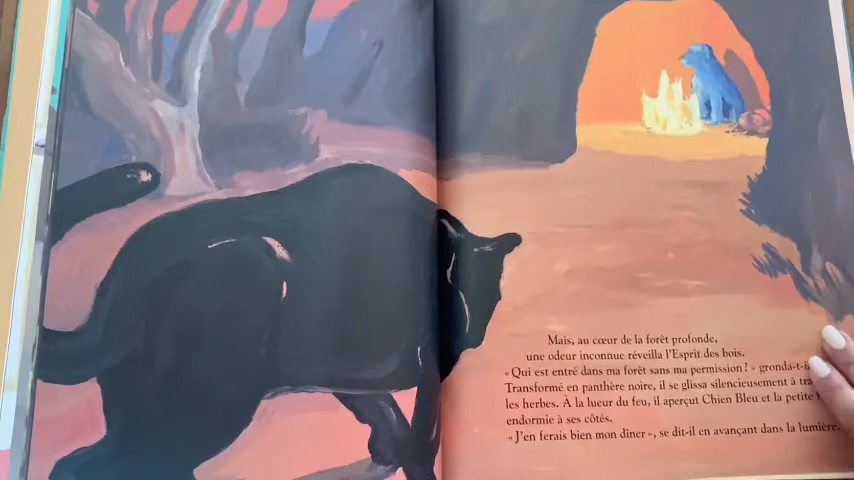 Mais, au cœur de la forêt profonde,
une odeur inconnue réveilla l'Esprit des bois.
« Qui est entré dans ma forêt sans ma permission ? » gronda-t-i
Transformé en panthère noire, il se glissa silencieusement à
les herbes. À la lueur du feu, il aperçut Chien Bleu et la petite
endormie à ses côtés.
« J'en ferais bien mon dîner », se dit-il en avançant dans la lumière.